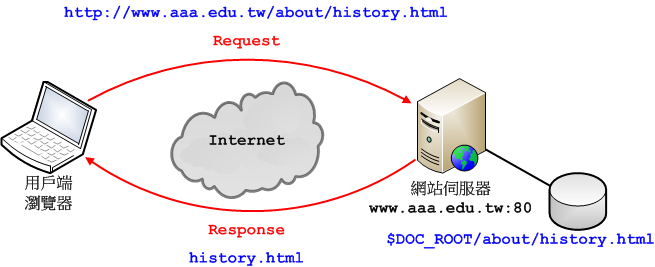 http://www.aaa.edu.tw/about/history.html
Request
Internet
用戶端
瀏覽器
網站伺服器
www.aaa.edu.tw:80
Response
history.html
$DOC_ROOT/about/history.html